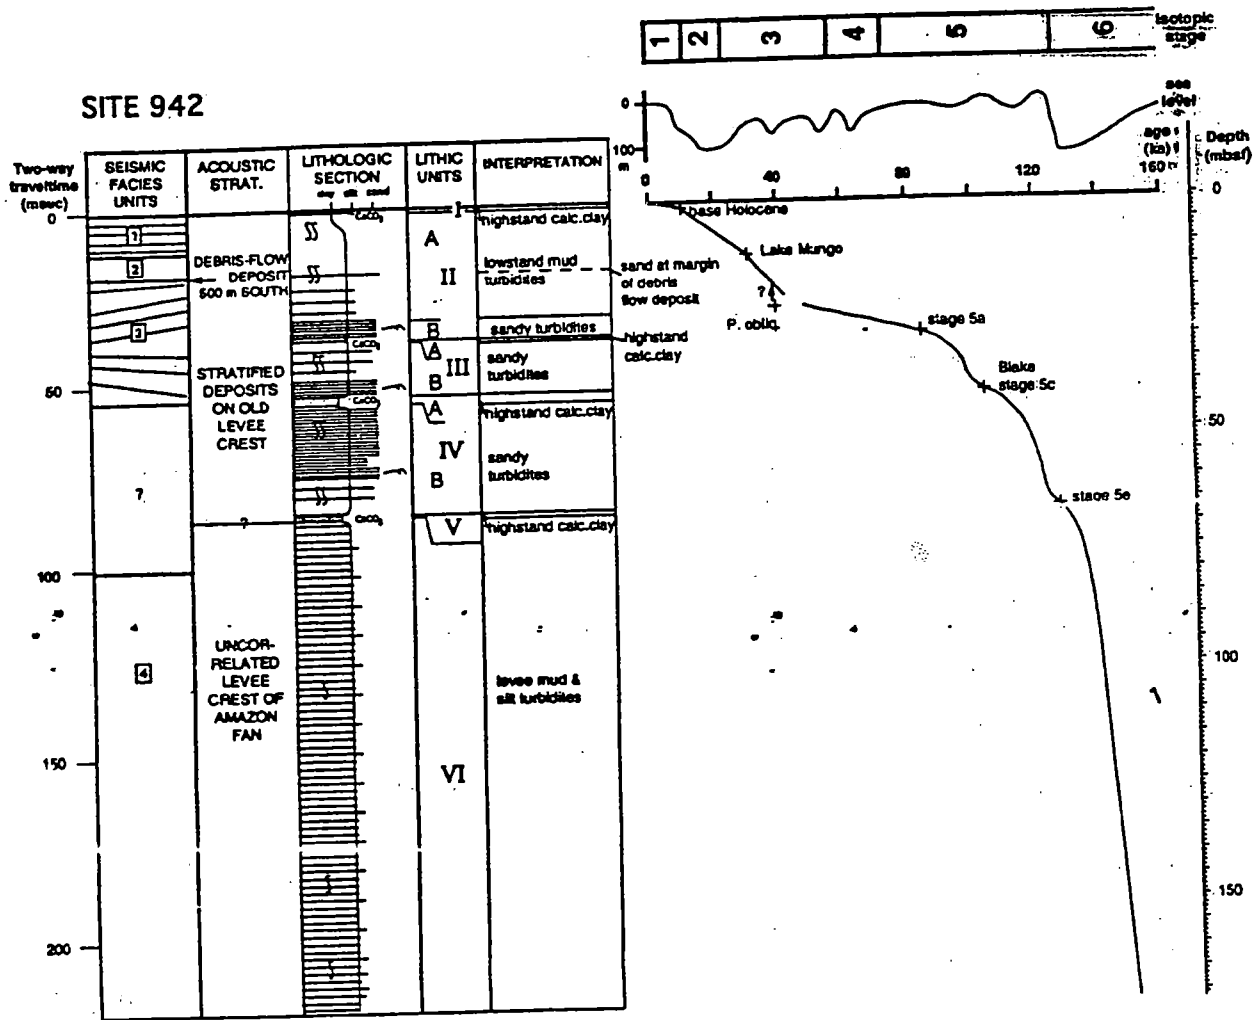 SITE 942
1 2 3 4 5 6
isotopic
stage
0
100
m
sea
level
age
(ka)
160
0 40 80 120
Depth
(mbsf)
0
50
100
150
Two-way
traveltime
(msec)
0
50
100
150
200
SEISMIC
FACIES
UNITS
1
2
3
?
4
ACOUSTIC
STRAT.
DEBRIS-FLOW
DEPOSIT
500 m SOUTH
STRATIFIED
DEPOSITS
ON OLD
LEVEE
CREST
?
UNCOR-
RELATED
LEVEE
CREST OF
AMAZON
FAN
LITHOLOGIC
SECTION
clay silt sand
CaCO3
CaCO3
CaCO3
CaCO3
LITHIC
UNITS
I
A
II
B
A
III
B
A
IV
B
V
VI
INTERPRETATION
highstand calc.clay
lowstand mud
turbidites
sandy turbidites
sandy
turbidites
highstand calc.clay
sandy
turbidites
highstand calc.clay
levee mud &
silt turbidites
sand at margin
of debris
flow deposit
highstand
calc.clay
base Holocene
Lake Mungo
?
P. obliq.
stage 5a
Blake
stage 5c
stage 5e